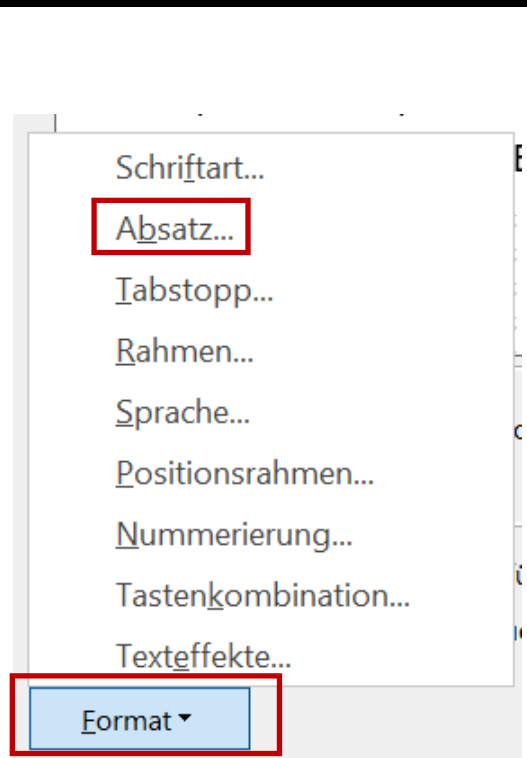 Schriftart...
Absatz...
Tabstopp...
Rahmen...
Sprache...
Positionsrahmen...
Nummerierung...
Tastenkombination...
Texteffekte...
Format